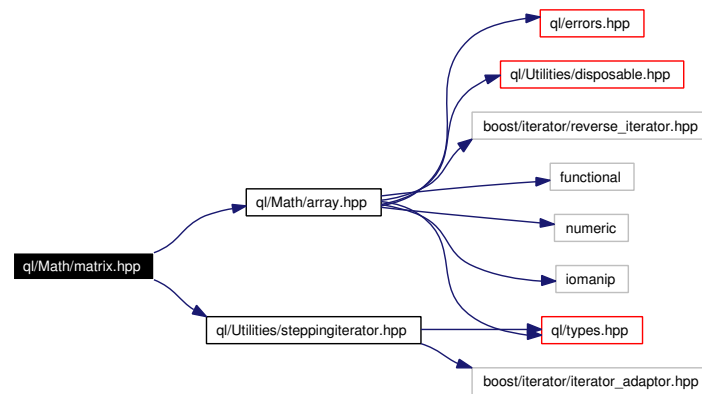 ql/errors.hpp
ql/Utilities/disposable.hpp
boost/iterator/reverse_iterator.hpp
functional
ql/Math/array.hpp
numeric
ql/Math/matrix.hpp
iomanip
ql/Utilities/steppingiterator.hpp
ql/types.hpp
boost/iterator/iterator_adaptor.hpp